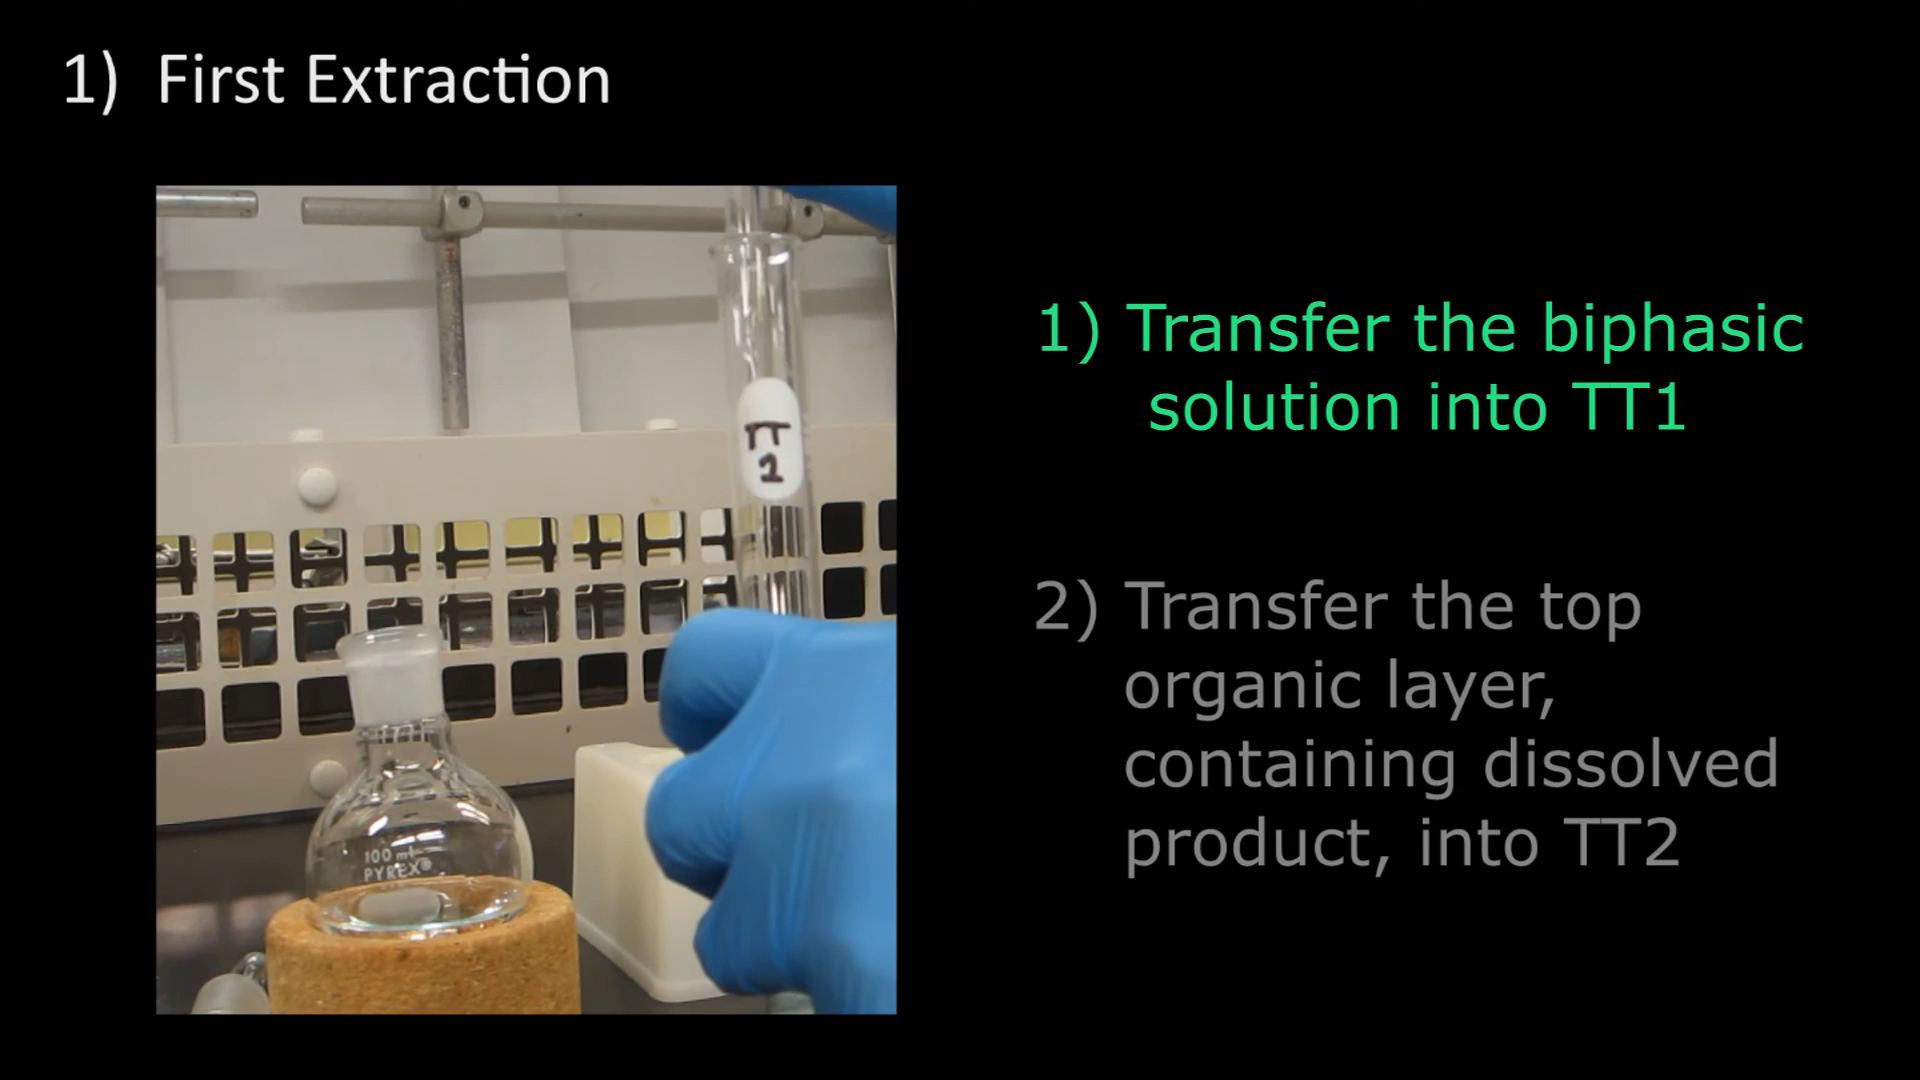 1) First Extraction
TT
1
100 ml
PYREX®
1) Transfer the biphasic
solution into TT1
2) Transfer the top
organic layer,
containing dissolved
product, into TT2